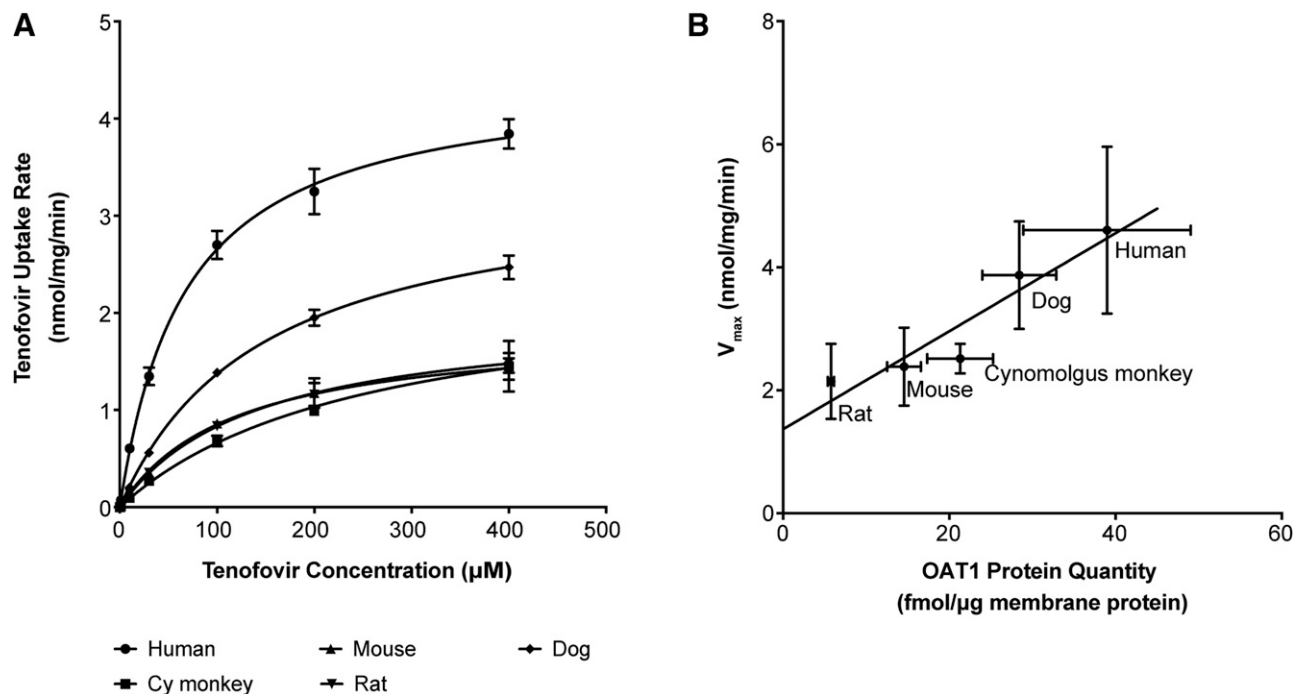 A
5
4
3
2
1
0
Tenofovir Uptake Rate
(nmol/mg/min)
0 100 200 300 400 500
Tenofovir Concentration (µM)
Human Mouse Dog
Cy monkey Rat
B
8
6
4
2
0
Vmax (nmol/mg/min)
Human
Dog
Cynomolgus monkey
Mouse
Rat
0 20 40 60
OAT1 Protein Quantity
(fmol/µg membrane protein)